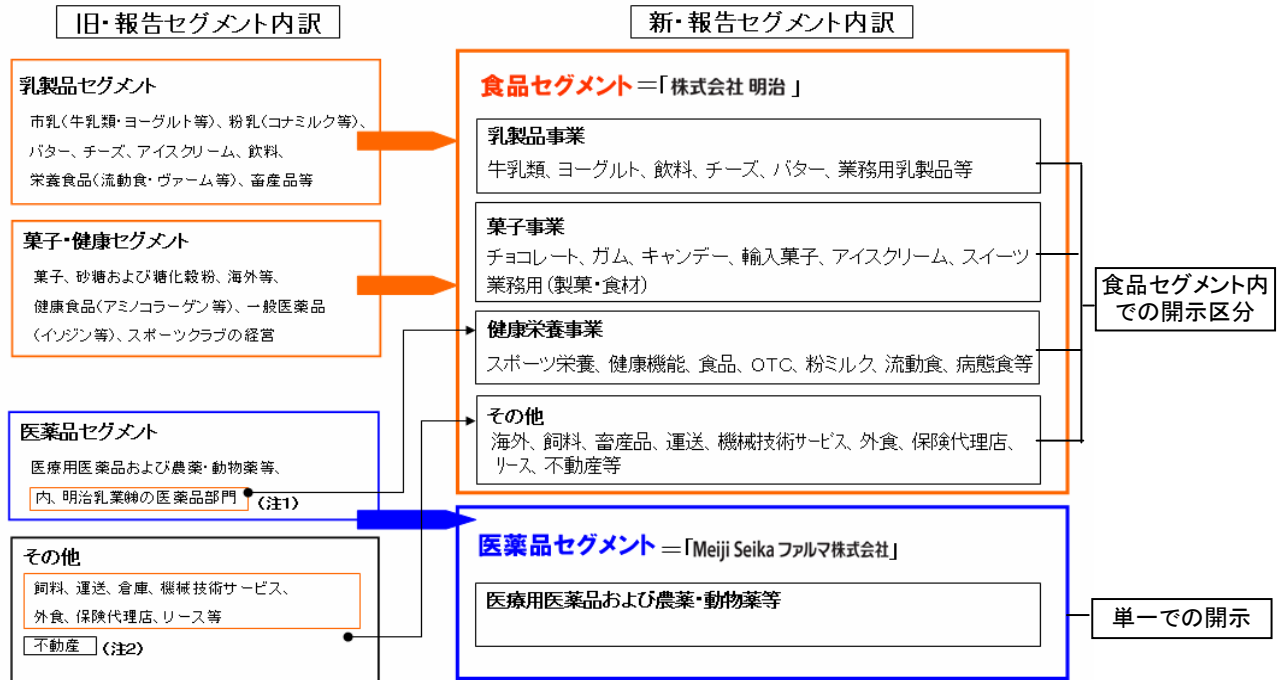 旧・報告セグメント内訳
新・報告セグメント内訳
乳製品セグメント
市乳(牛乳類・ヨーグルト等)、粉乳(コナミルク等)、
バター、チーズ、アイスクリーム、飲料、
栄養食品(流動食・ヴァーム等)、畜産品等
菓子・健康セグメント
菓子、砂糖および糖化穀粉、海外等、
健康食品(アミノコラーゲン等)、一般医薬品
(イソジン等)、スポーツクラブの経営
医薬品セグメント
医療用医薬品および農薬・動物薬等、
内、明治乳業㈱の医薬品部門
(注1)
その他
飼料、運送、倉庫、機械技術サービス、
外食、保険代理店、リース等
不動産
(注2)
食品セグメント=「株式会社 明治 」
乳製品事業
牛乳類、ヨーグルト、飲料、チーズ、バター、業務用乳製品等
菓子事業
チョコレート、ガム、キャンデー、輸入菓子、アイスクリーム、スイーツ
業務用(製菓・食材)
健康栄養事業
スポーツ栄養、健康機能、食品、OTC、粉ミルク、流動食、病態食等
その他
海外、飼料、畜産品、運送、機械技術サービス、外食、保険代理店、
リース、不動産等
医薬品セグメント=「Meiji Seika ファルマ株式会社」
医療用医薬品および農薬・動物薬等
食品セグメント内
での開示区分
単一での開示